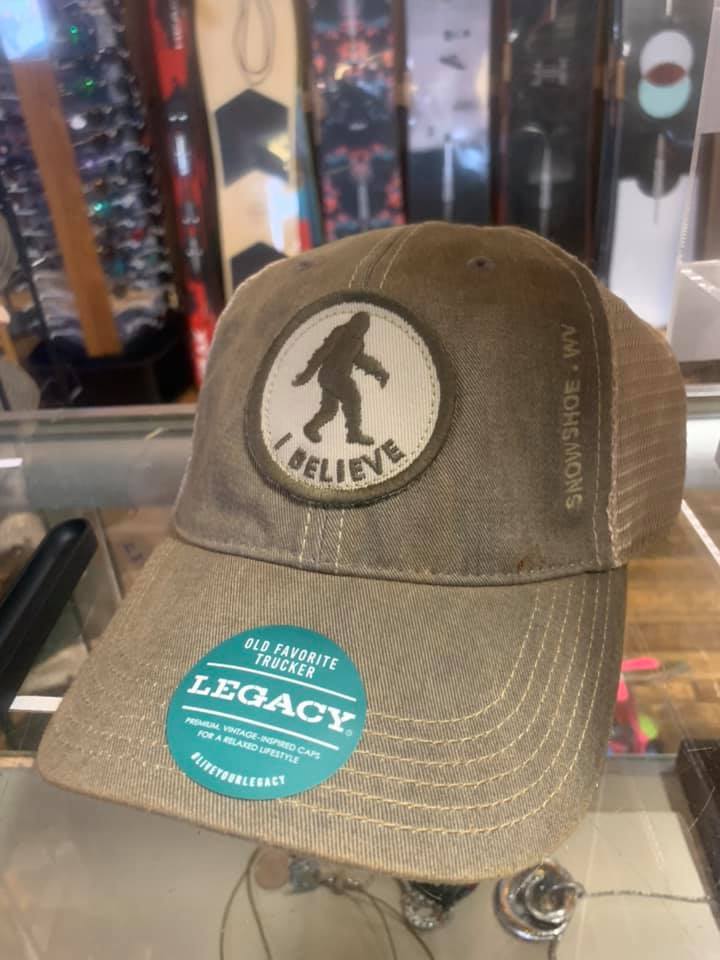 I BELIEVE
SNOWSHOE • WV
OLD FAVORITE
TRUCKER
LEGACY
PREMIUM, VINTAGE-INSPIRED CAPS
FOR A RELAXED LIFESTYLE
#LIVEYOURLEGACY